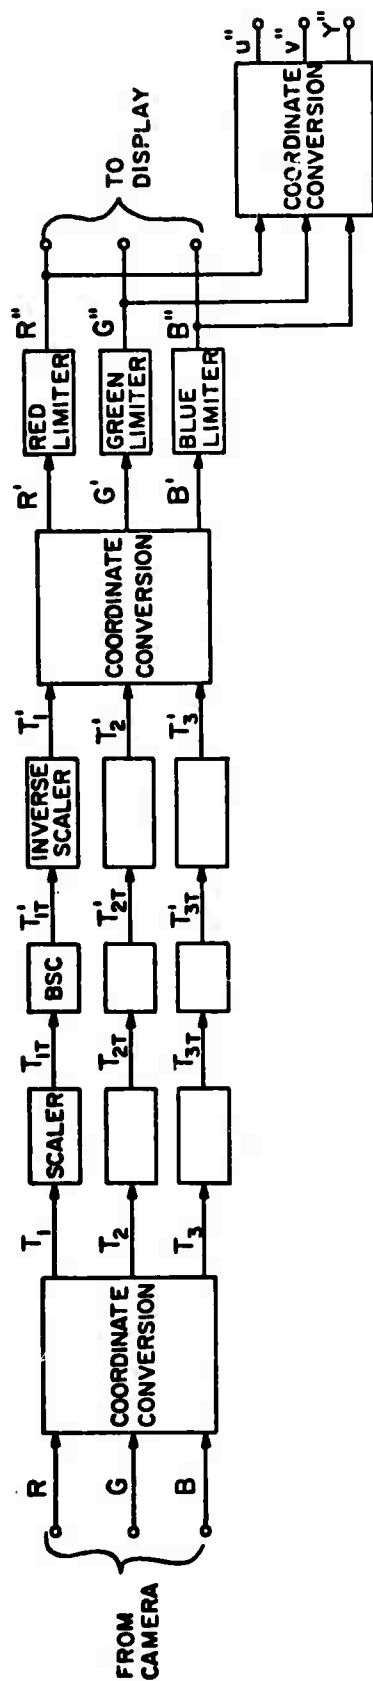 FROM
CAMERA
R
G
B
COORDINATE
CONVERSION
T1
T2
T3
SCALER
T1T
T2T
T3T
BSC
T'1T
T'2T
T'3T
INVERSE
SCALER
T'1
T'2
T'3
COORDINATE
CONVERSION
R'
G'
B'
RED
LIMITER
GREEN
LIMITER
BLUE
LIMITER
R"
G"
B"
TO
DISPLAY
COORDINATE
CONVERSION
u"
v"
Y"